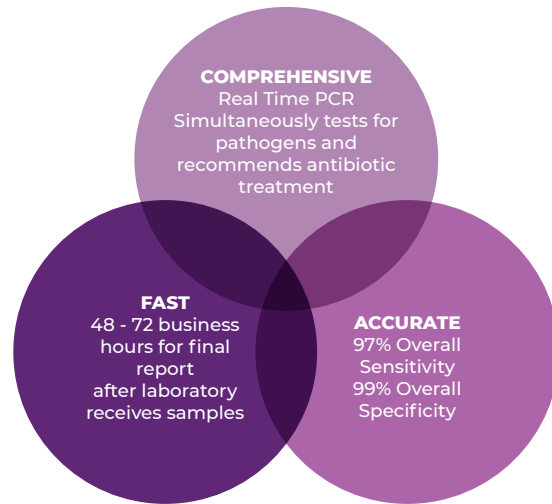 COMPREHENSIVE
Real Time PCR
Simultaneously tests for
pathogens and
recommends antibiotic
treatment
FAST
48 - 72 business
hours for final
report
after laboratory
receives samples
ACCURATE
97% Overall
Sensitivity
99% Overall
Specificity